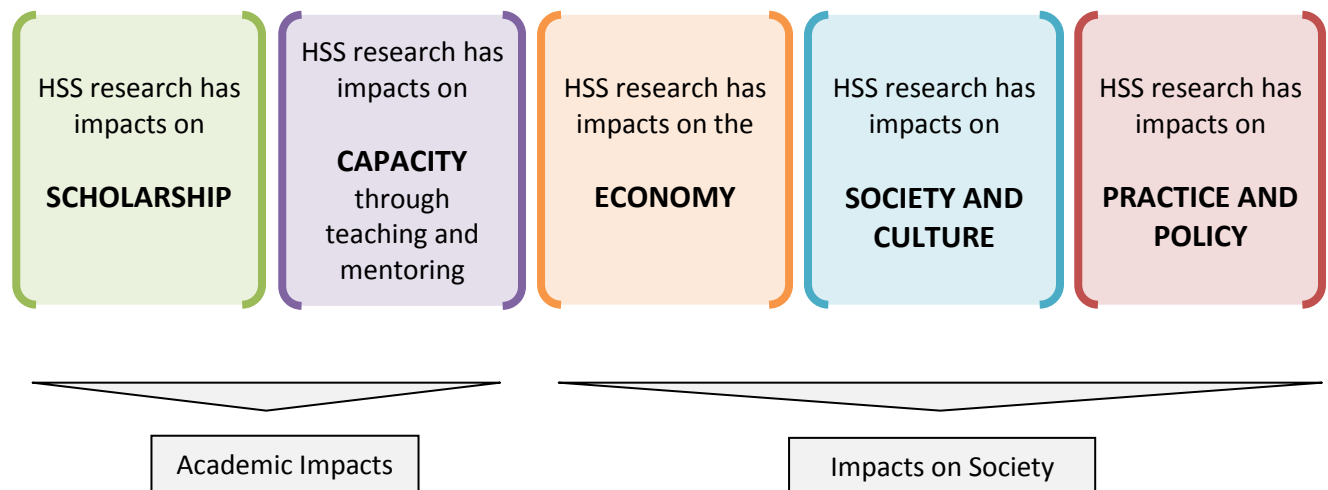 HSS research has
impacts on
SCHOLARSHIP
HSS research has
impacts on
CAPACITY
through
teaching and
mentoring
HSS research has
impacts on the
ECONOMY
HSS research has
impacts on
SOCIETY AND
CULTURE
HSS research has
impacts on
PRACTICE AND
POLICY
Academic Impacts
Impacts on Society